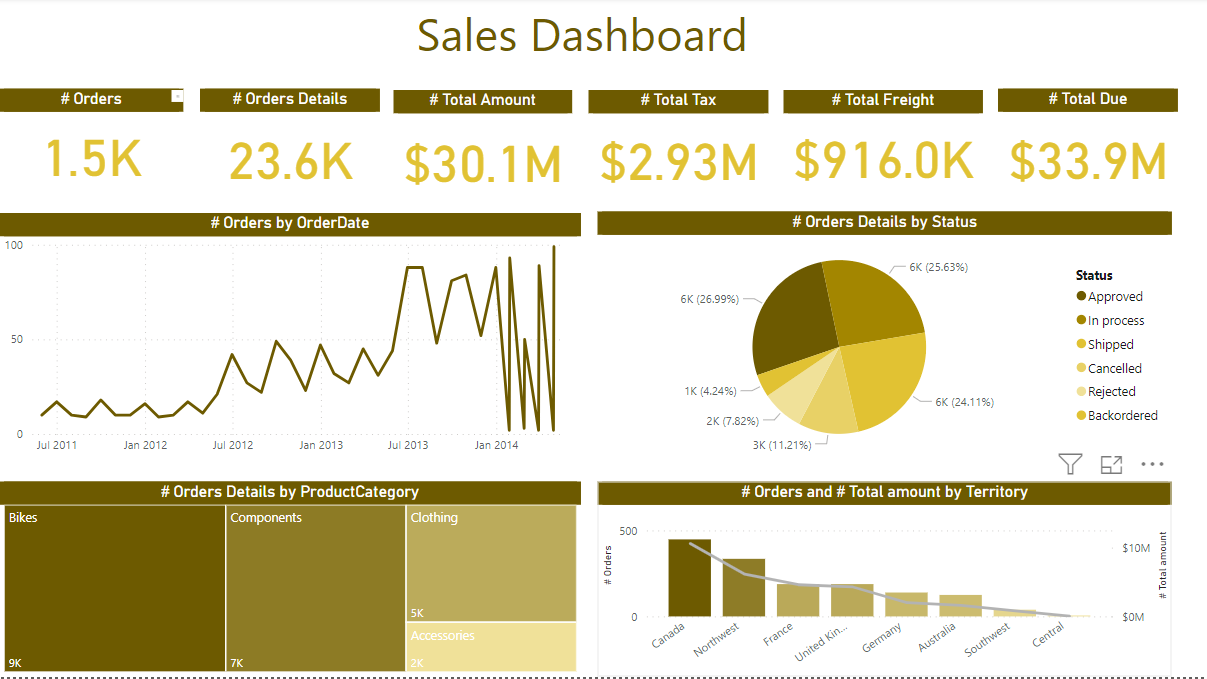 Sales Dashboard
# Orders
# Orders Details
# Total Amount
# Total Tax
# Total Freight
# Total Due
1.5K
23.6K
$30.1M
$2.93M
$916.0K
$33.9M
# Orders by OrderDate
100
50
0
Jul 2011
Jan 2012
Jul 2012
Jan 2013
Jul 2013
Jan 2014
# Orders Details by Status
6K (25.63%)
6K (26.99%)
1K (4.24%)
2K (7.82%)
3K (11.21%)
6K (24.11%)
Status
Approved
In process
Shipped
Cancelled
Rejected
Backordered
# Orders Details by ProductCategory
Bikes
9K
Components
7K
Clothing
5K
Accessories
2K
# Orders and # Total amount by Territory
# Orders
500
0
$10M
$0M
# Total amount
Canada
Northwest
France
United Kin...
Germany
Australia
Southwest
Central